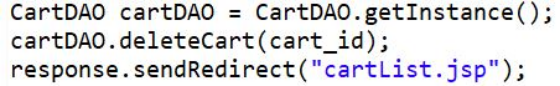 CartDAO cartDAO = CartDAO.getInstance();
cartDAO.deleteCart(cart_id);
response.sendRedirect("cartList.jsp");